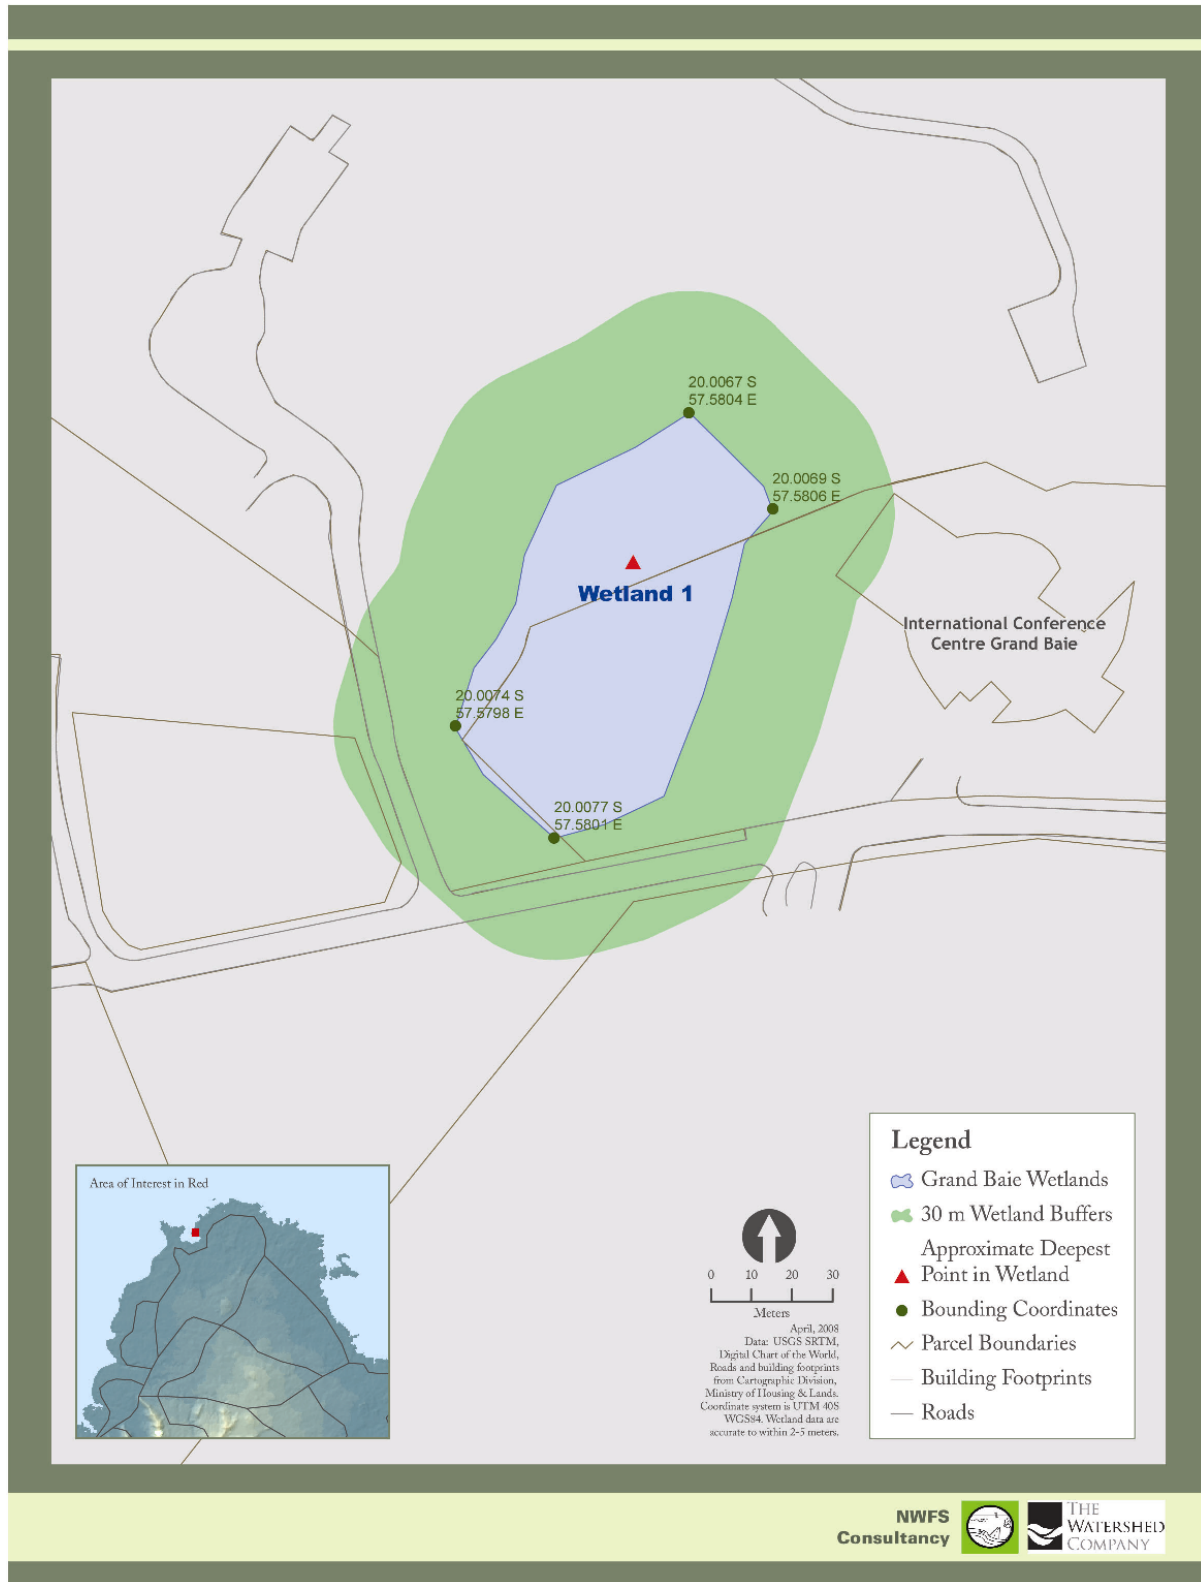 20.0067 S
57.5804 E
20.0069 S
57.5806 E
Wetland 1
International Conference
Centre Grand Baie
20.0074 S
57.5798 E
20.0077 S
57.5801 E
Area of Interest in Red
0 10 20 30
Meters
April, 2008
Data: USGS SRTM,
Digital Chart of the World,
Roads and building footprints
from Cartographic Division,
Ministry of Housing & Lands.
Coordinate system is UTM 40S
WGS84. Wetland data are
accurate to within 2-5 meters.
Legend
Grand Baie Wetlands
30 m Wetland Buffers
Approximate Deepest
Point in Wetland
Bounding Coordinates
Parcel Boundaries
Building Footprints
Roads
NWFS
Consultancy
THE
WATERSHED
COMPANY